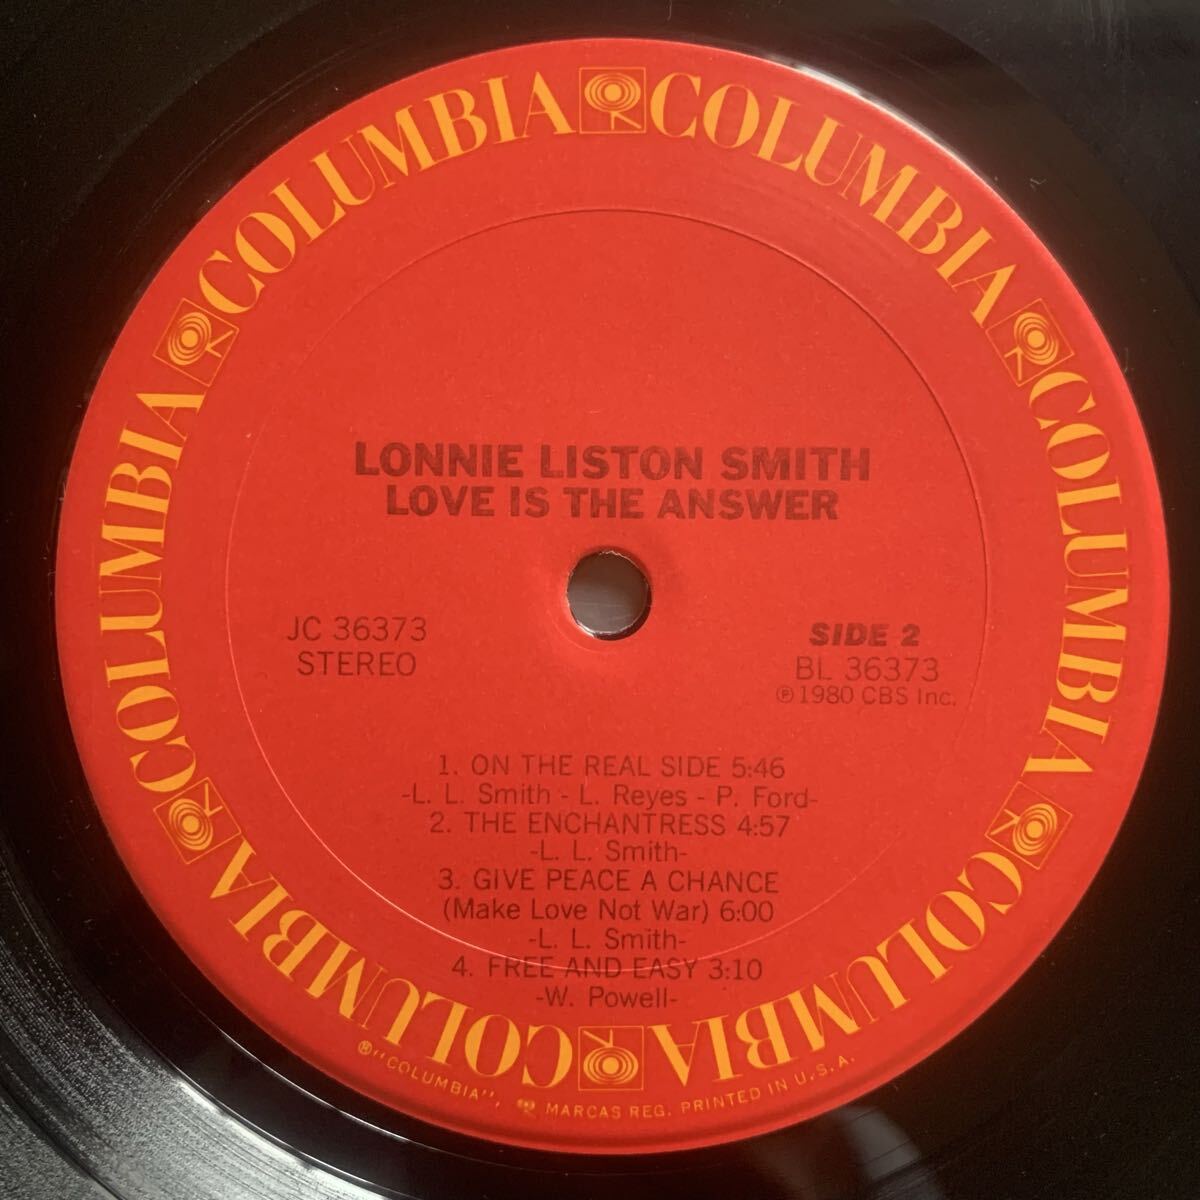 COLUMBIA COLUMBIA COLUMBIA COLUMBIA COLUMBIA COLUMBIA COLUMBIA COLUMBIA
LONNIE LISTON SMITH
LOVE IS THE ANSWER
JC 36373
STEREO
SIDE 2
BL 36373
℗ 1980 CBS Inc.
1. ON THE REAL SIDE 5:46
-L. L. Smith - L. Reyes - P. Ford-
2. THE ENCHANTRESS 4:57
-L. L. Smith-
3. GIVE PEACE A CHANCE
(Make Love Not War) 6:00
-L. L. Smith-
4. FREE AND EASY 3:10
-W. Powell-
®"COLUMBIA", MARCAS REG. PRINTED IN U.S.A.